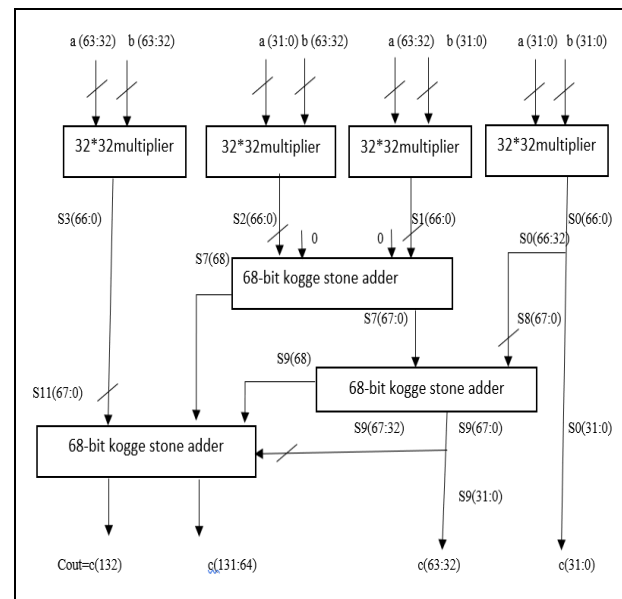 a (63:32) b (63:32) a (31:0) b (63:32) a (63:32) b (31:0) a (31:0) b (31:0)
32*32multiplier 32*32multiplier 32*32multiplier 32*32multiplier
S3(66:0) S2(66:0) 0 0 S1(66:0) S0(66:0)
S0(66:32)
S7(68)
68-bit kogge stone adder
S7(67:0) S8(67:0)
S9(68)
68-bit kogge stone adder
S11(67:0)
S9(67:32) S9(67:0) S0(31:0)
68-bit kogge stone adder
S9(31:0)
Cout=c(132) c(131:64) c(63:32) c(31:0)